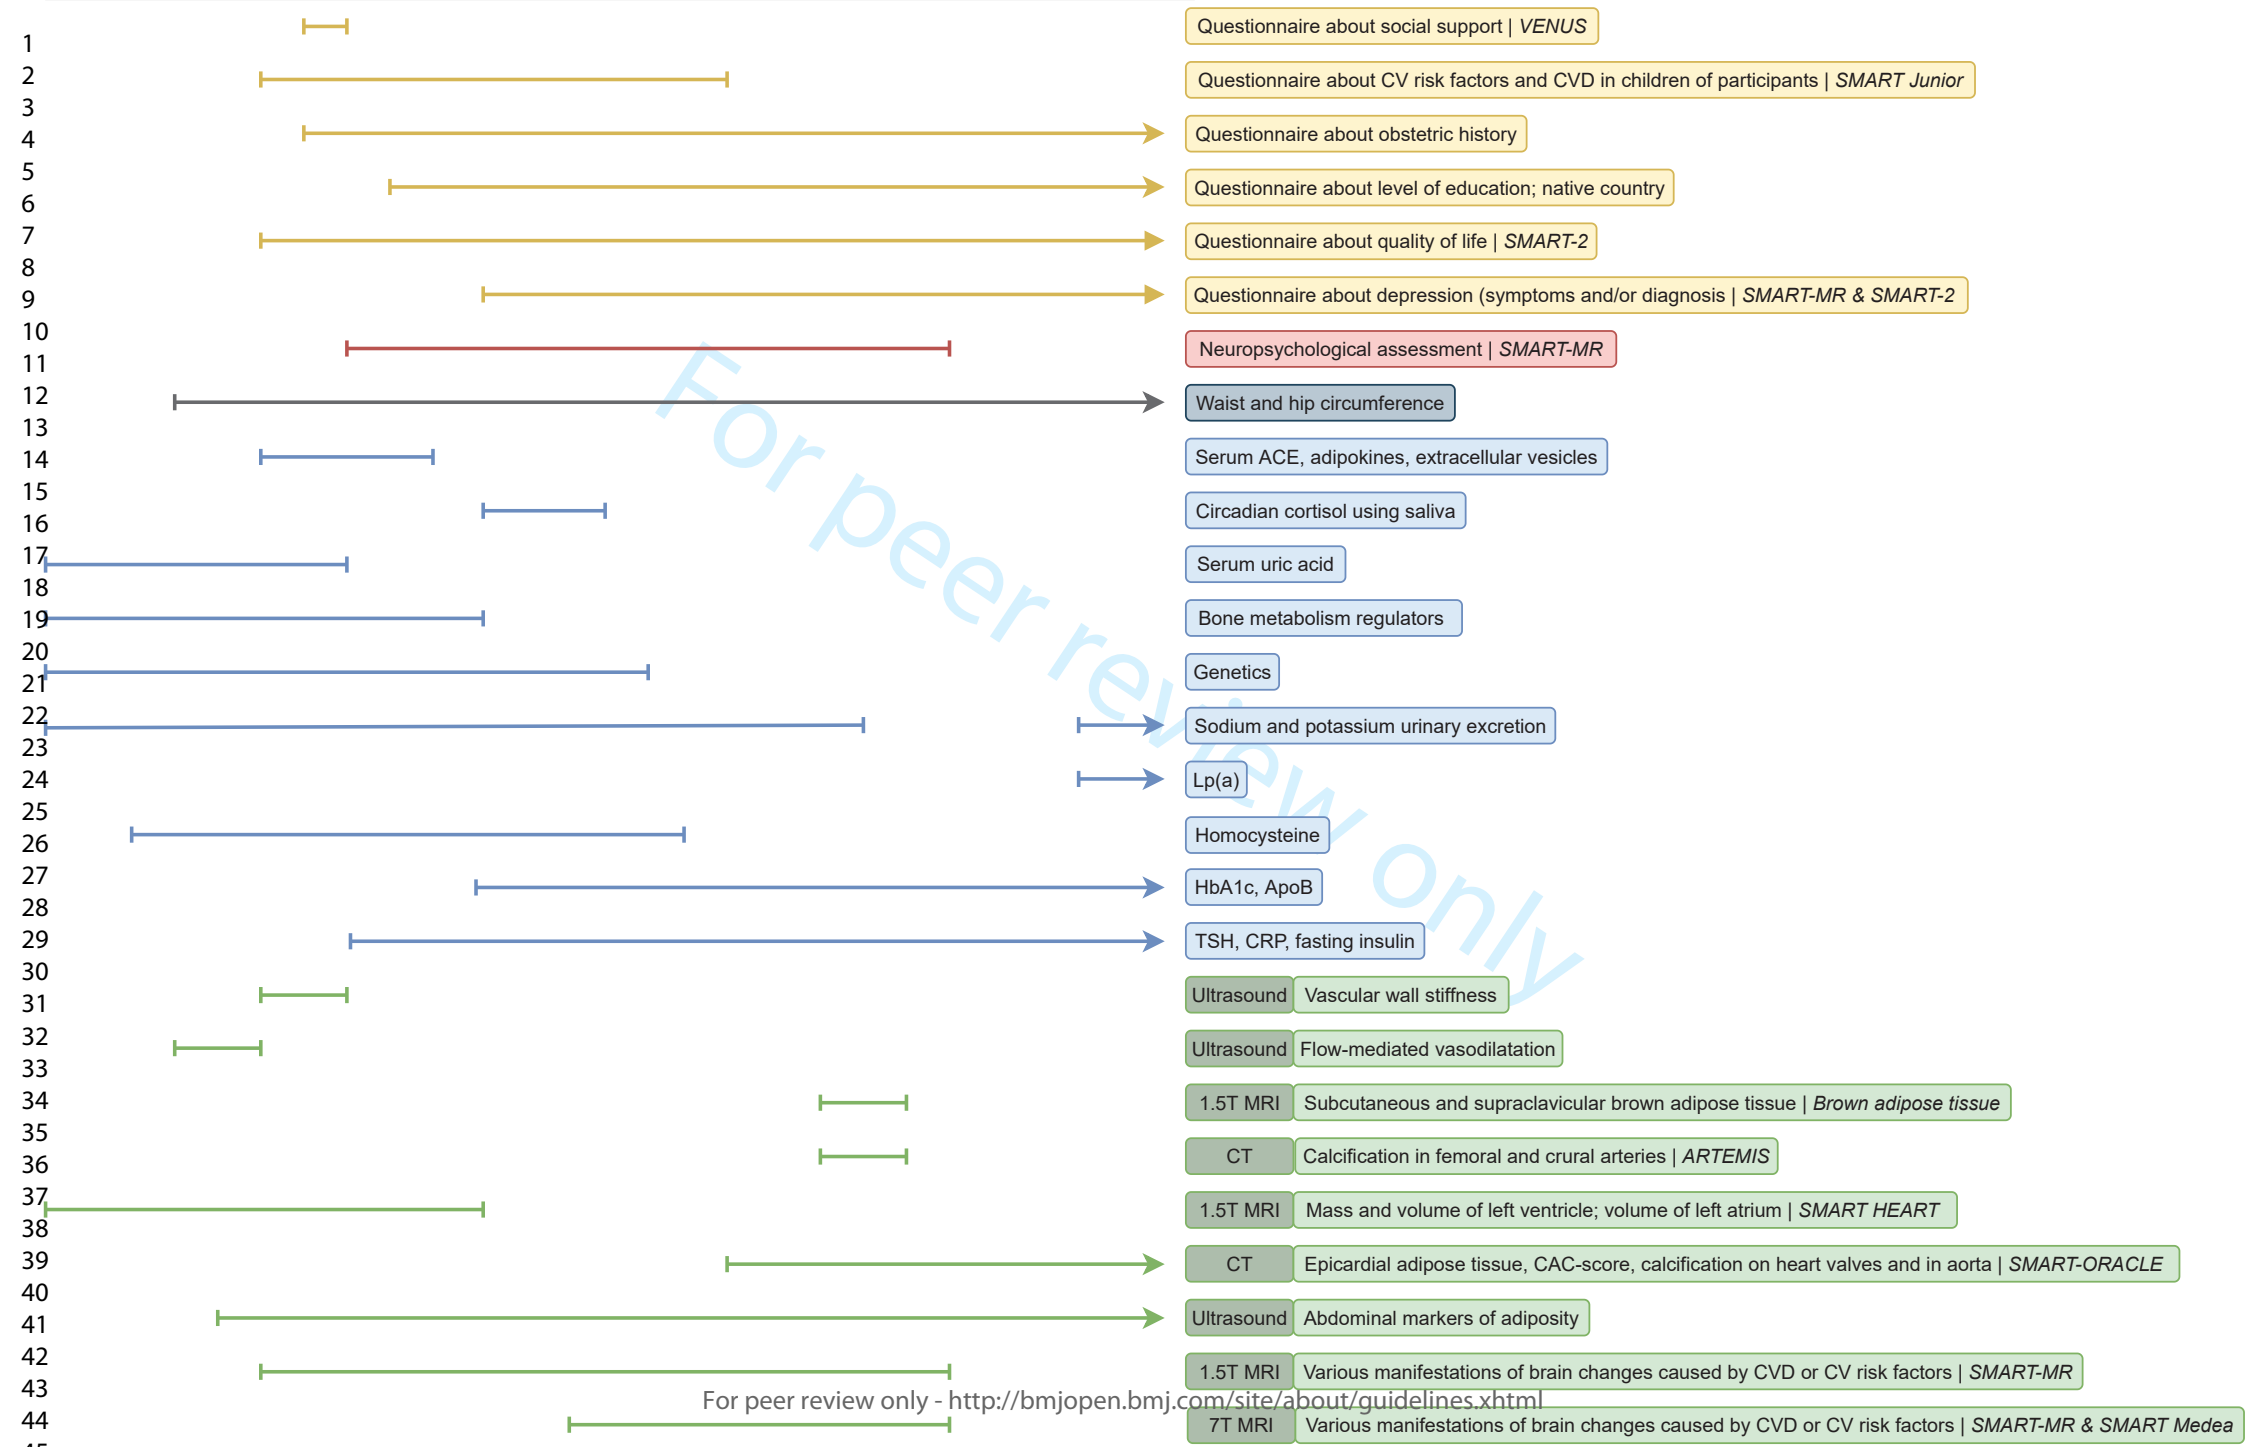 Questionnaire about social support | VENUS
1
2
Questionnaire about CV risk factors and CVD in children of participants | SMART Junior
3
4
Questionnaire about obstetric history
5
Questionnaire about level of education; native country
6
7
Questionnaire about quality of life | SMART-2
8
9
Questionnaire about depression (symptoms and/or diagnosis | SMART-MR & SMART-2
10
11
Neuropsychological assessment | SMART-MR
12
Waist and hip circumference
13
14
Serum ACE, adipokines, extracellular vesicles
15
16
Circadian cortisol using saliva
17
Serum uric acid
18
19
Bone metabolism regulators
20
21
Genetics
22
Sodium and potassium urinary excretion
23
24
Lp(a)
25
26
Homocysteine
27
HbA1c, ApoB
28
29
TSH, CRP, fasting insulin
30
31
Ultrasound Vascular wall stiffness
32
Ultrasound Flow-mediated vasodilatation
33
34
1.5T MRI Subcutaneous and supraclavicular brown adipose tissue | Brown adipose tissue
35
36
CT Calcification in femoral and crural arteries | ARTEMIS
37
1.5T MRI Mass and volume of left ventricle; volume of left atrium | SMART HEART
38
39
CT Epicardial adipose tissue, CAC-score, calcification on heart valves and in aorta | SMART-ORACLE
40
41
Ultrasound Abdominal markers of adiposity
42
1.5T MRI Various manifestations of brain changes caused by CVD or CV risk factors | SMART-MR
43
For peer review only - http://bmjopen.bmj.com/site/about/guidelines.xhtml
44
7T MRI Various manifestations of brain changes caused by CVD or CV risk factors | SMART-MR & SMART Medea
For peer review only